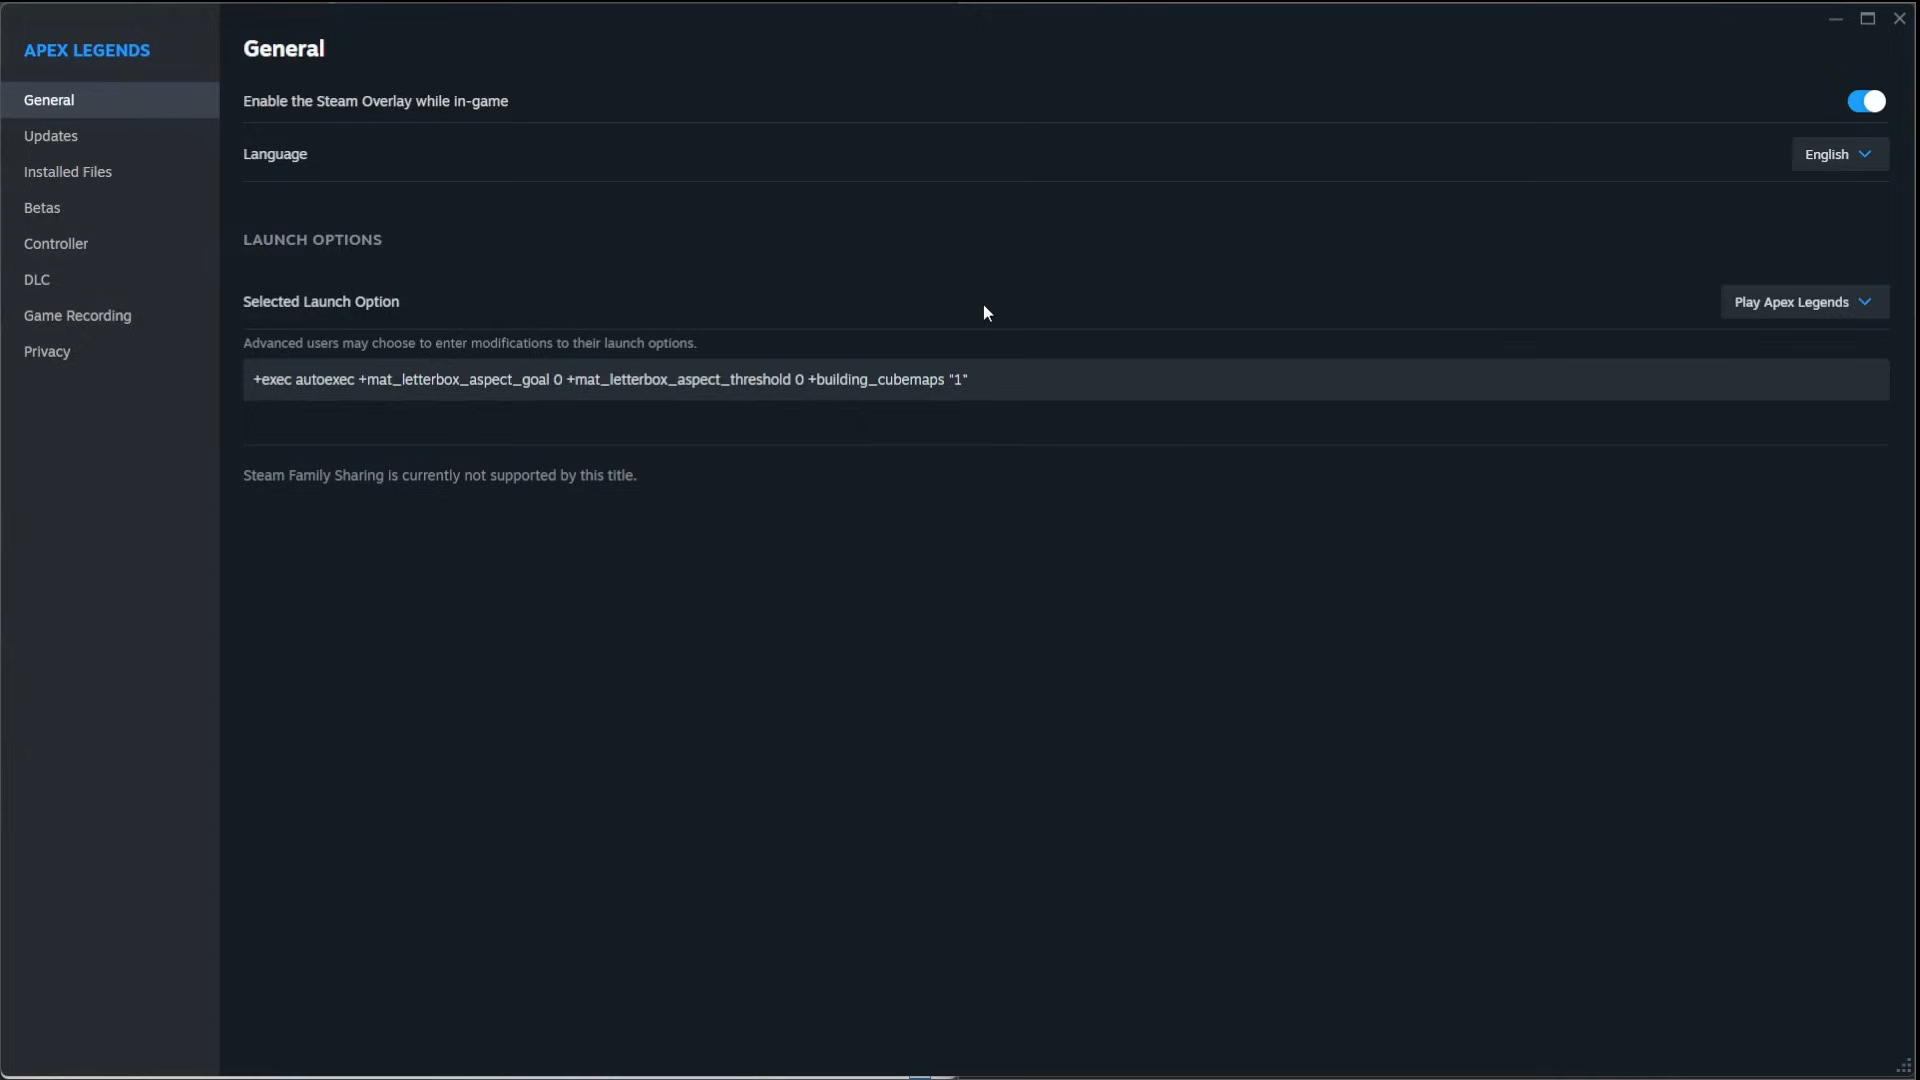 APEX LEGENDS
General
Updates
Installed Files
Betas
Controller
DLC
Game Recording
Privacy
General
Enable the Steam Overlay while in-game
Language
English
LAUNCH OPTIONS
Selected Launch Option
Play Apex Legends
Advanced users may choose to enter modifications to their launch options.
+exec autoexec +mat_letterbox_aspect_goal 0 +mat_letterbox_aspect_threshold 0 +building_cubemaps "1"
Steam Family Sharing is currently not supported by this title.